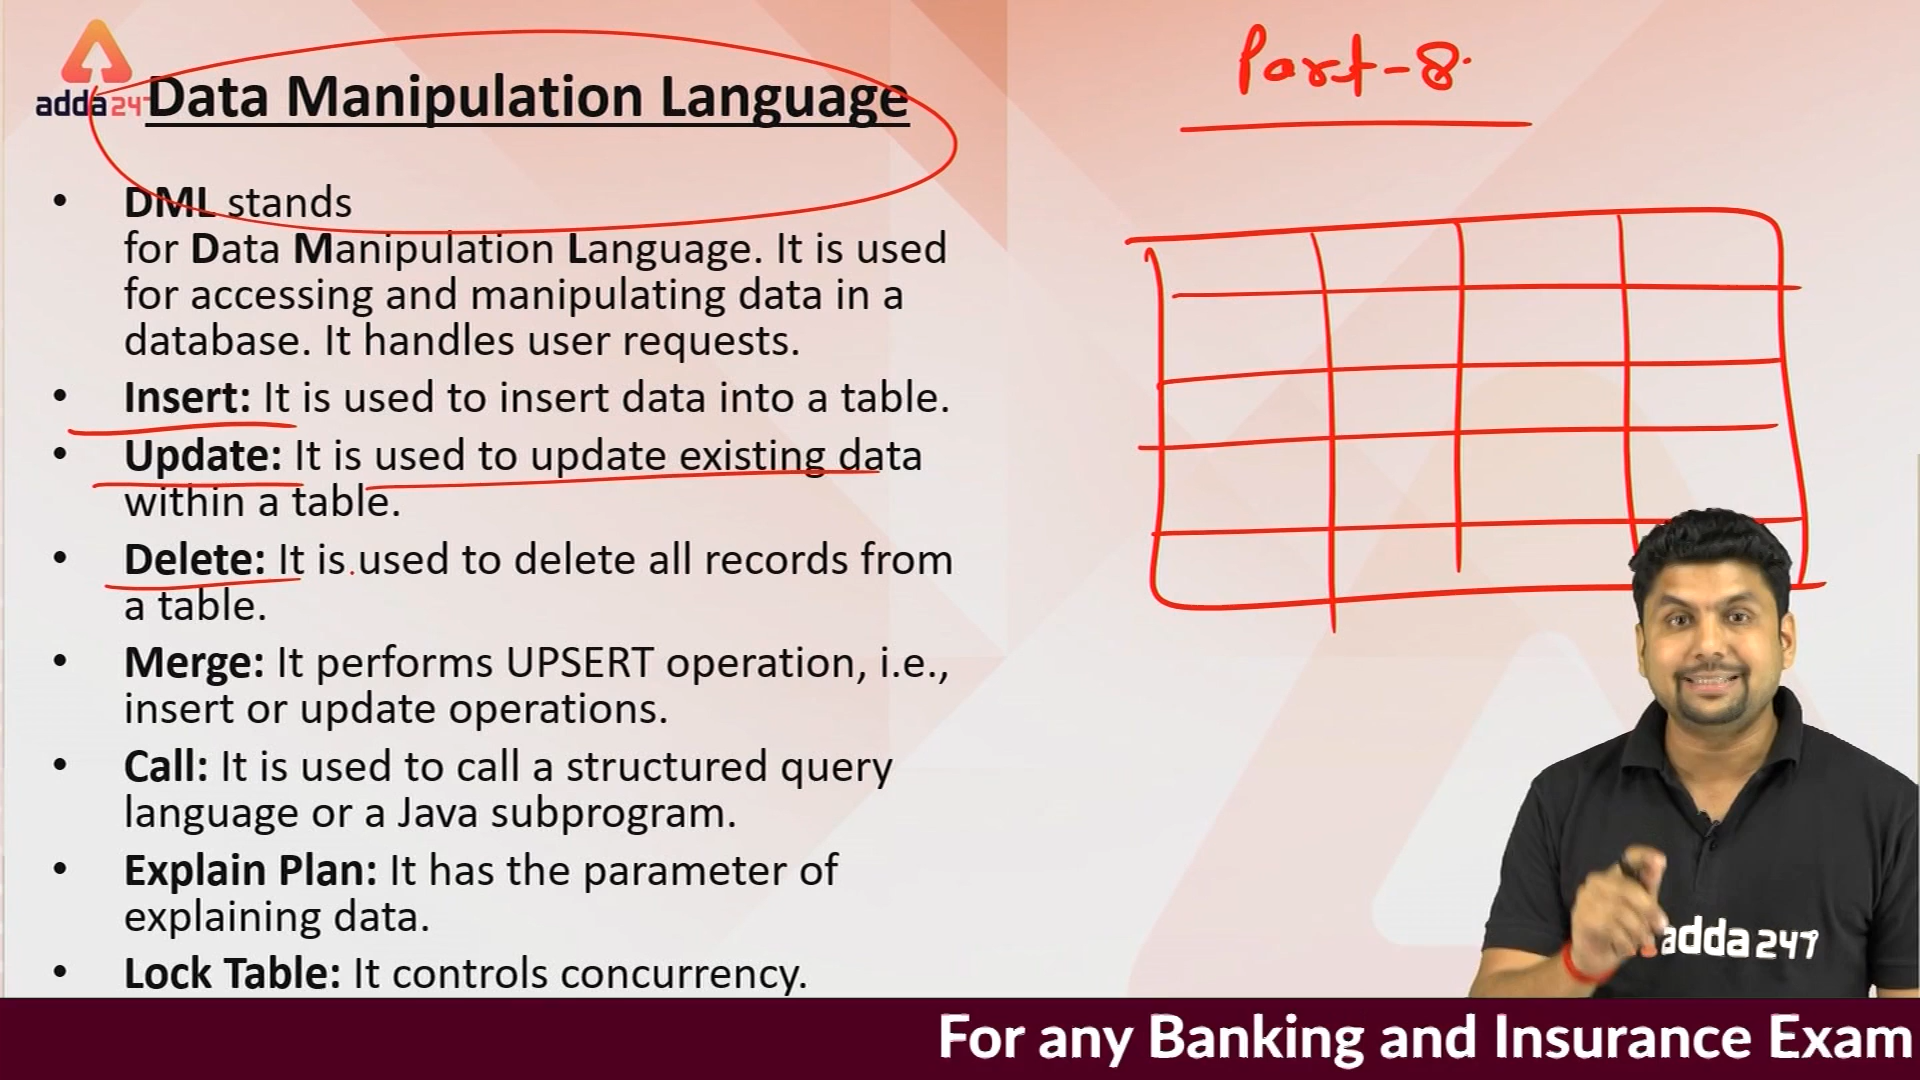 adda247
Data Manipulation Language
Part-8
• DML stands
for Data Manipulation Language. It is used
for accessing and manipulating data in a
database. It handles user requests.
• Insert: It is used to insert data into a table.
• Update: It is used to update existing data
within a table.
• Delete: It is used to delete all records from
a table.
• Merge: It performs UPSERT operation, i.e.,
insert or update operations.
• Call: It is used to call a structured query
language or a Java subprogram.
• Explain Plan: It has the parameter of
explaining data.
• Lock Table: It controls concurrency.
adda247
For any Banking and Insurance Exam